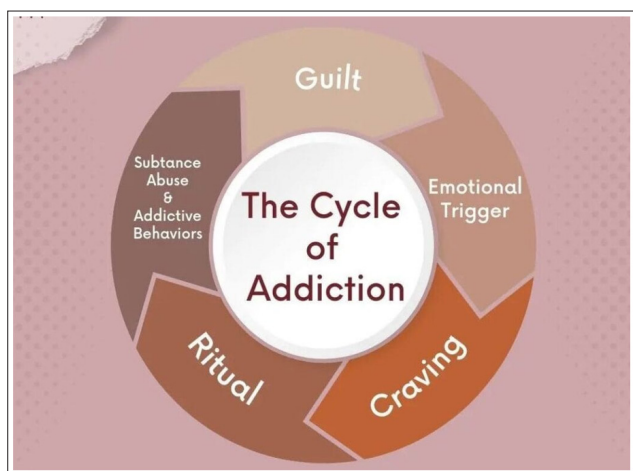 The Cycle
of
Addiction
Guilt
Emotional
Trigger
Craving
Ritual
Subtance
Abuse
&
Addictive
Behaviors